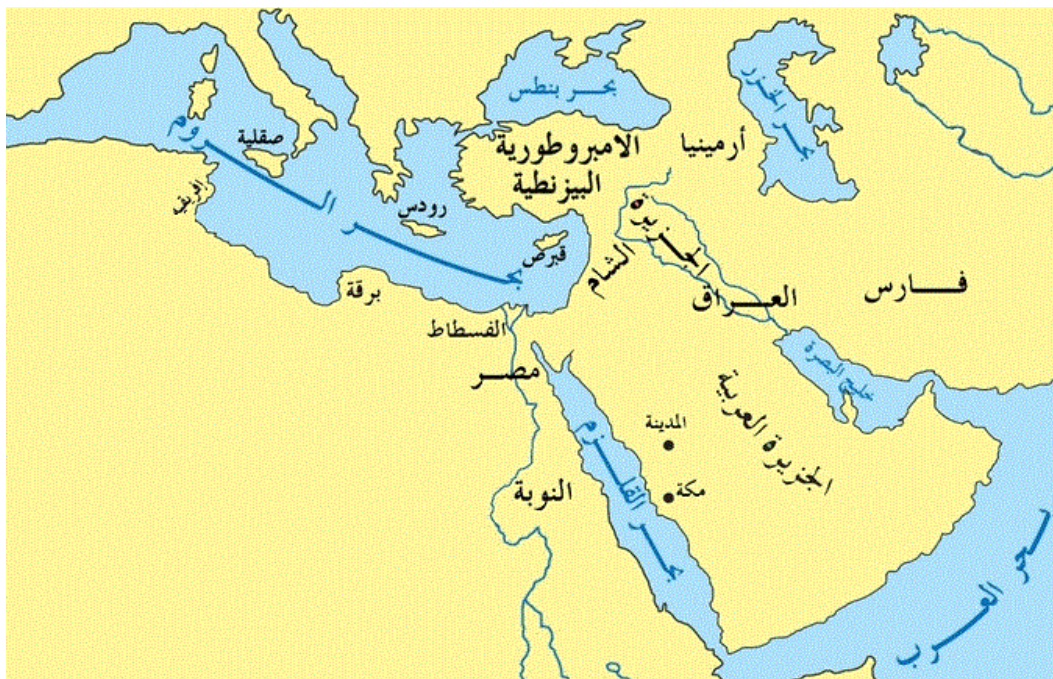 بحر بنطس
بحر الخزر
صقلية
الامبروطورية
البيزنطية
أرمينيا
بحر الروم
إفريقية
رودس
قبرص
الجزيرة
الشام
العراق
فارس
برقة
الفسطاط
مصر
خليج البصرة
الجزيرة العربية
المدينة
مكة
النوبة
بحر القلزم
بحر العرب